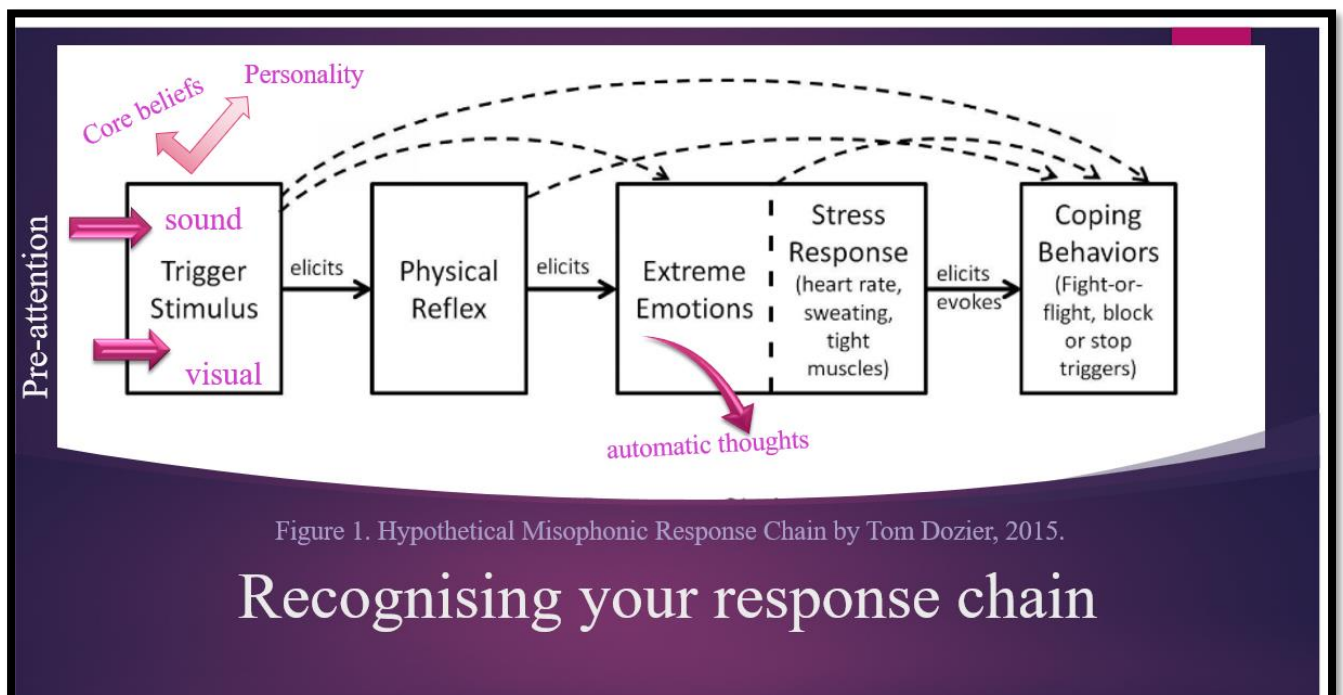 Personality
Core beliefs
Pre-attention
sound
Trigger
Stimulus
visual
elicits
Physical
Reflex
elicits
Extreme
Emotions
automatic thoughts
Stress
Response
(heart rate,
sweating,
tight
muscles)
elicits
evokes
Coping
Behaviors
(Fight-or-
flight, block
or stop
triggers)
Figure 1. Hypothetical Misophonic Response Chain by Tom Dozier, 2015.
Recognising your response chain